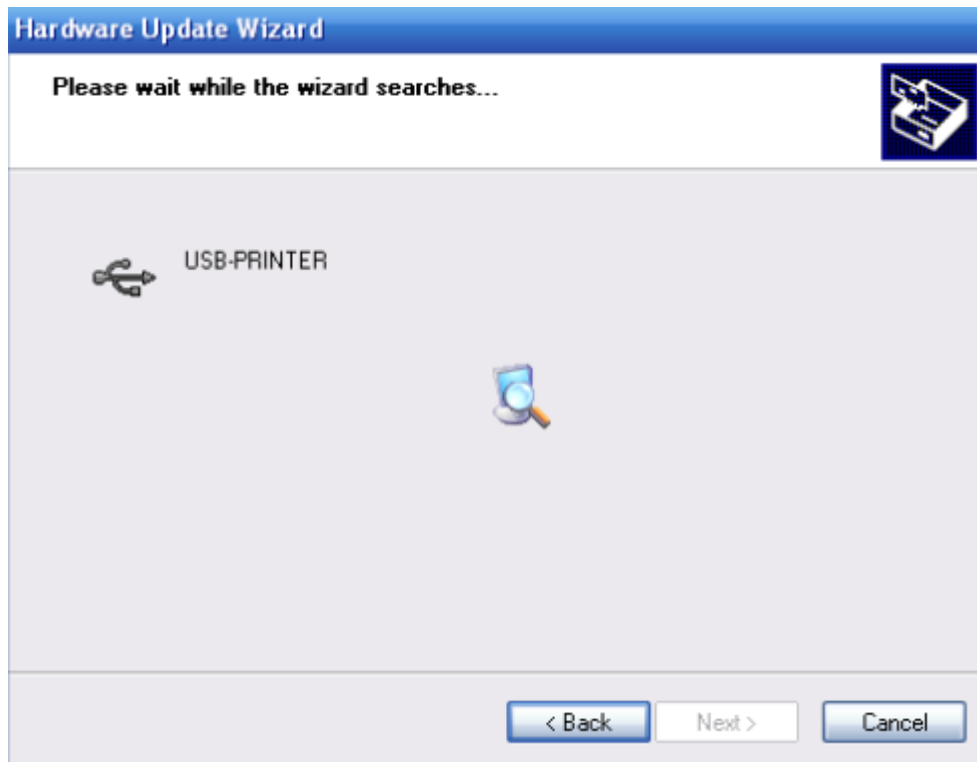 Hardware Update Wizard
Please wait while the wizard searches...
USB-PRINTER
< Back
Next >
Cancel